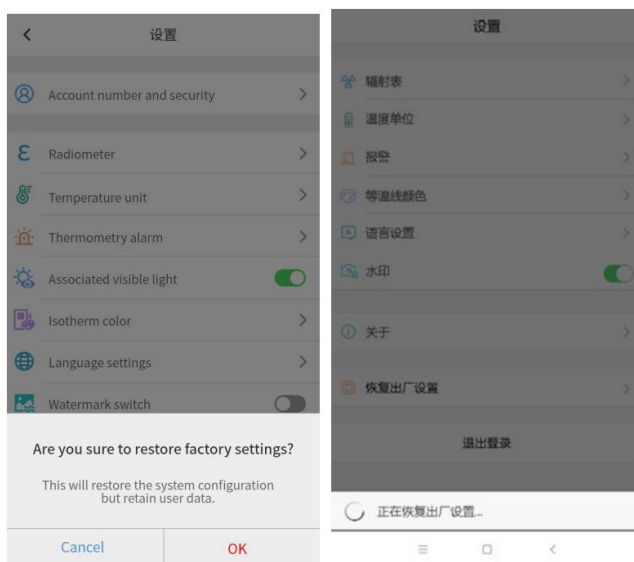 设置
Account number and security
Radiometer
Temperature unit
Thermometry alarm
Associated visible light
Isotherm color
Language settings
Watermark switch
Are you sure to restore factory settings?
This will restore the system configuration
but retain user data.
Cancel
OK
设置
辐射表
温度单位
报警
等温线颜色
语言设置
水印
关于
恢复出厂设置
退出登录
正在恢复出厂设置...